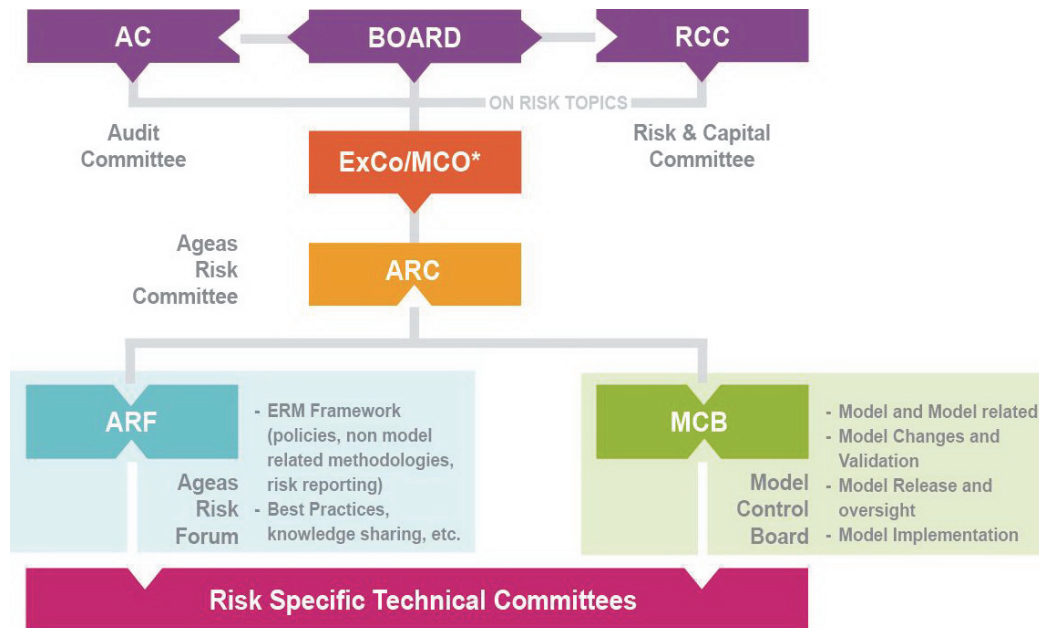 AC
BOARD
RCC
ON RISK TOPICS
Audit
Committee
Risk & Capital
Committee
ExCo/MCO*
Ageas
Risk
Committee
ARC
ARF
- ERM Framework
(policies, non model
related methodologies,
risk reporting)
- Best Practices,
knowledge sharing, etc.
Ageas
Risk
Forum
MCB
Model
Control
Board
- Model and Model related
- Model Changes and
Validation
- Model Release and
oversight
- Model Implementation
Risk Specific Technical Committees